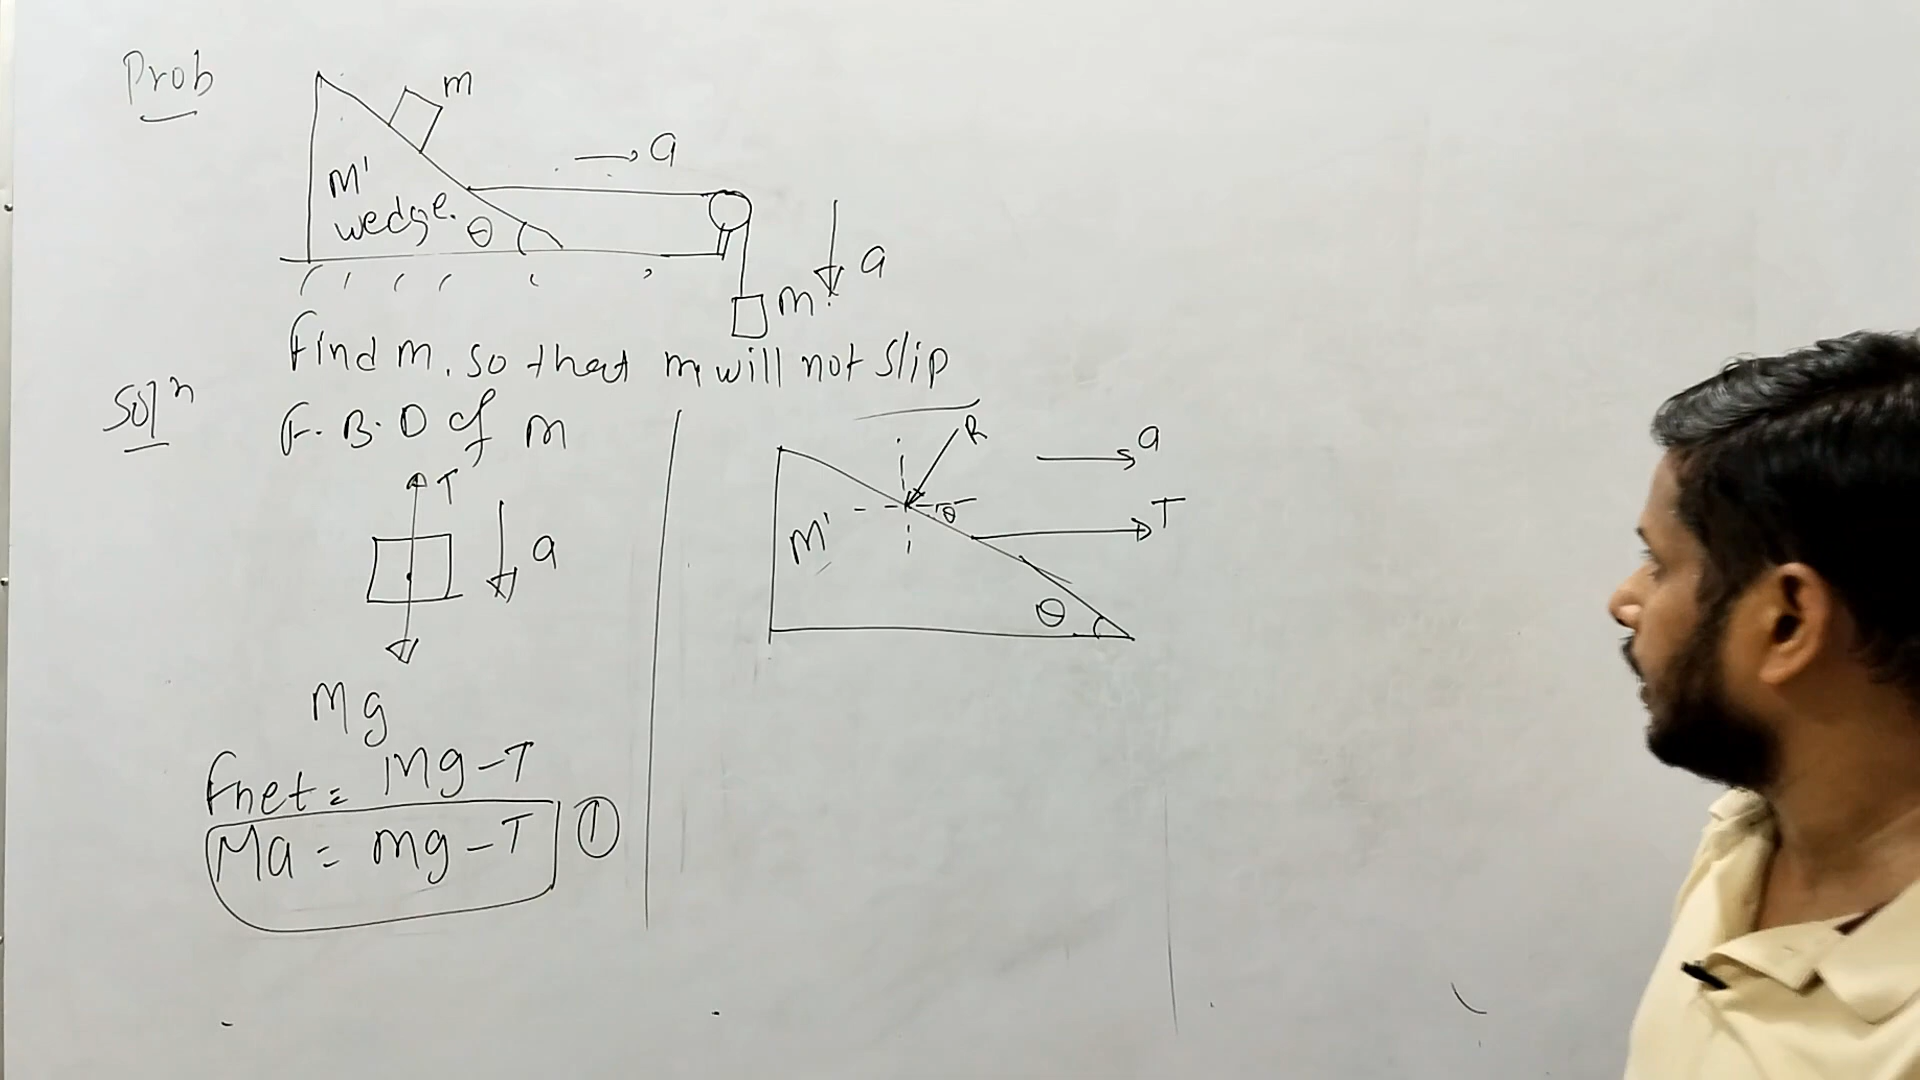 Prob
m
→ a
M'
wedge. θ
a
M
Find M, so that m will not slip
Solⁿ
F.B.D of M
T
a
Mg
Fnet = Mg-T
Ma = Mg-T ①
R
a
θ
T
M'
θ